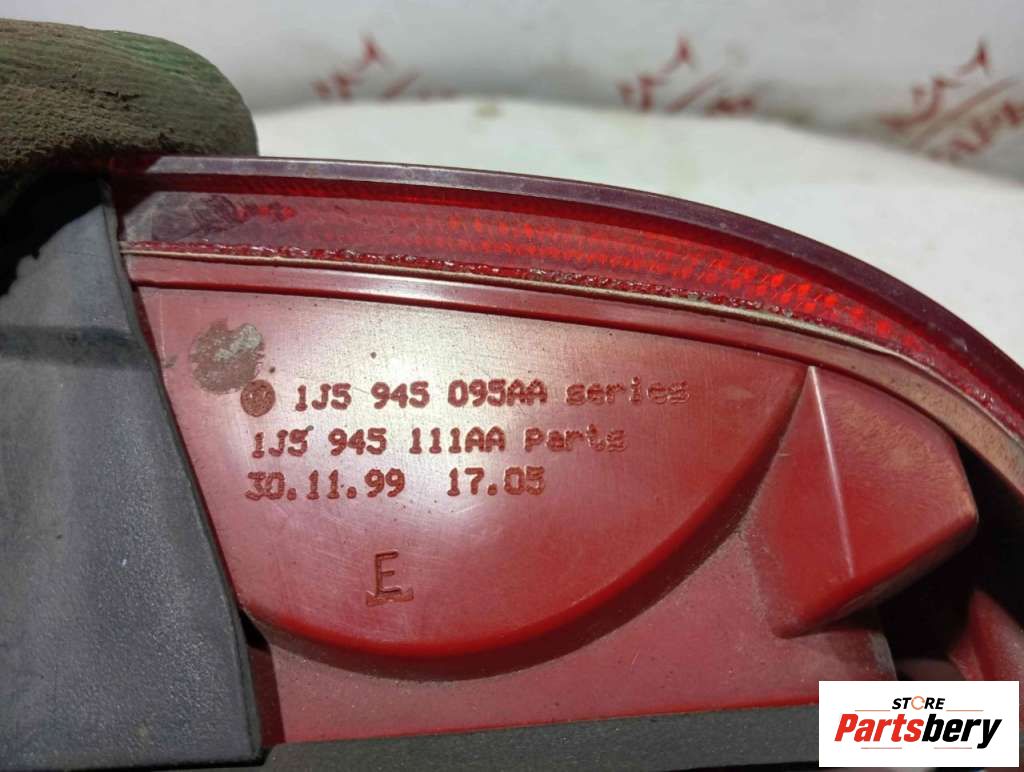 1J5 945 095AA series
1J5 945 111AA Parts
30.11.99 17.05
E
STORE
Partsbery